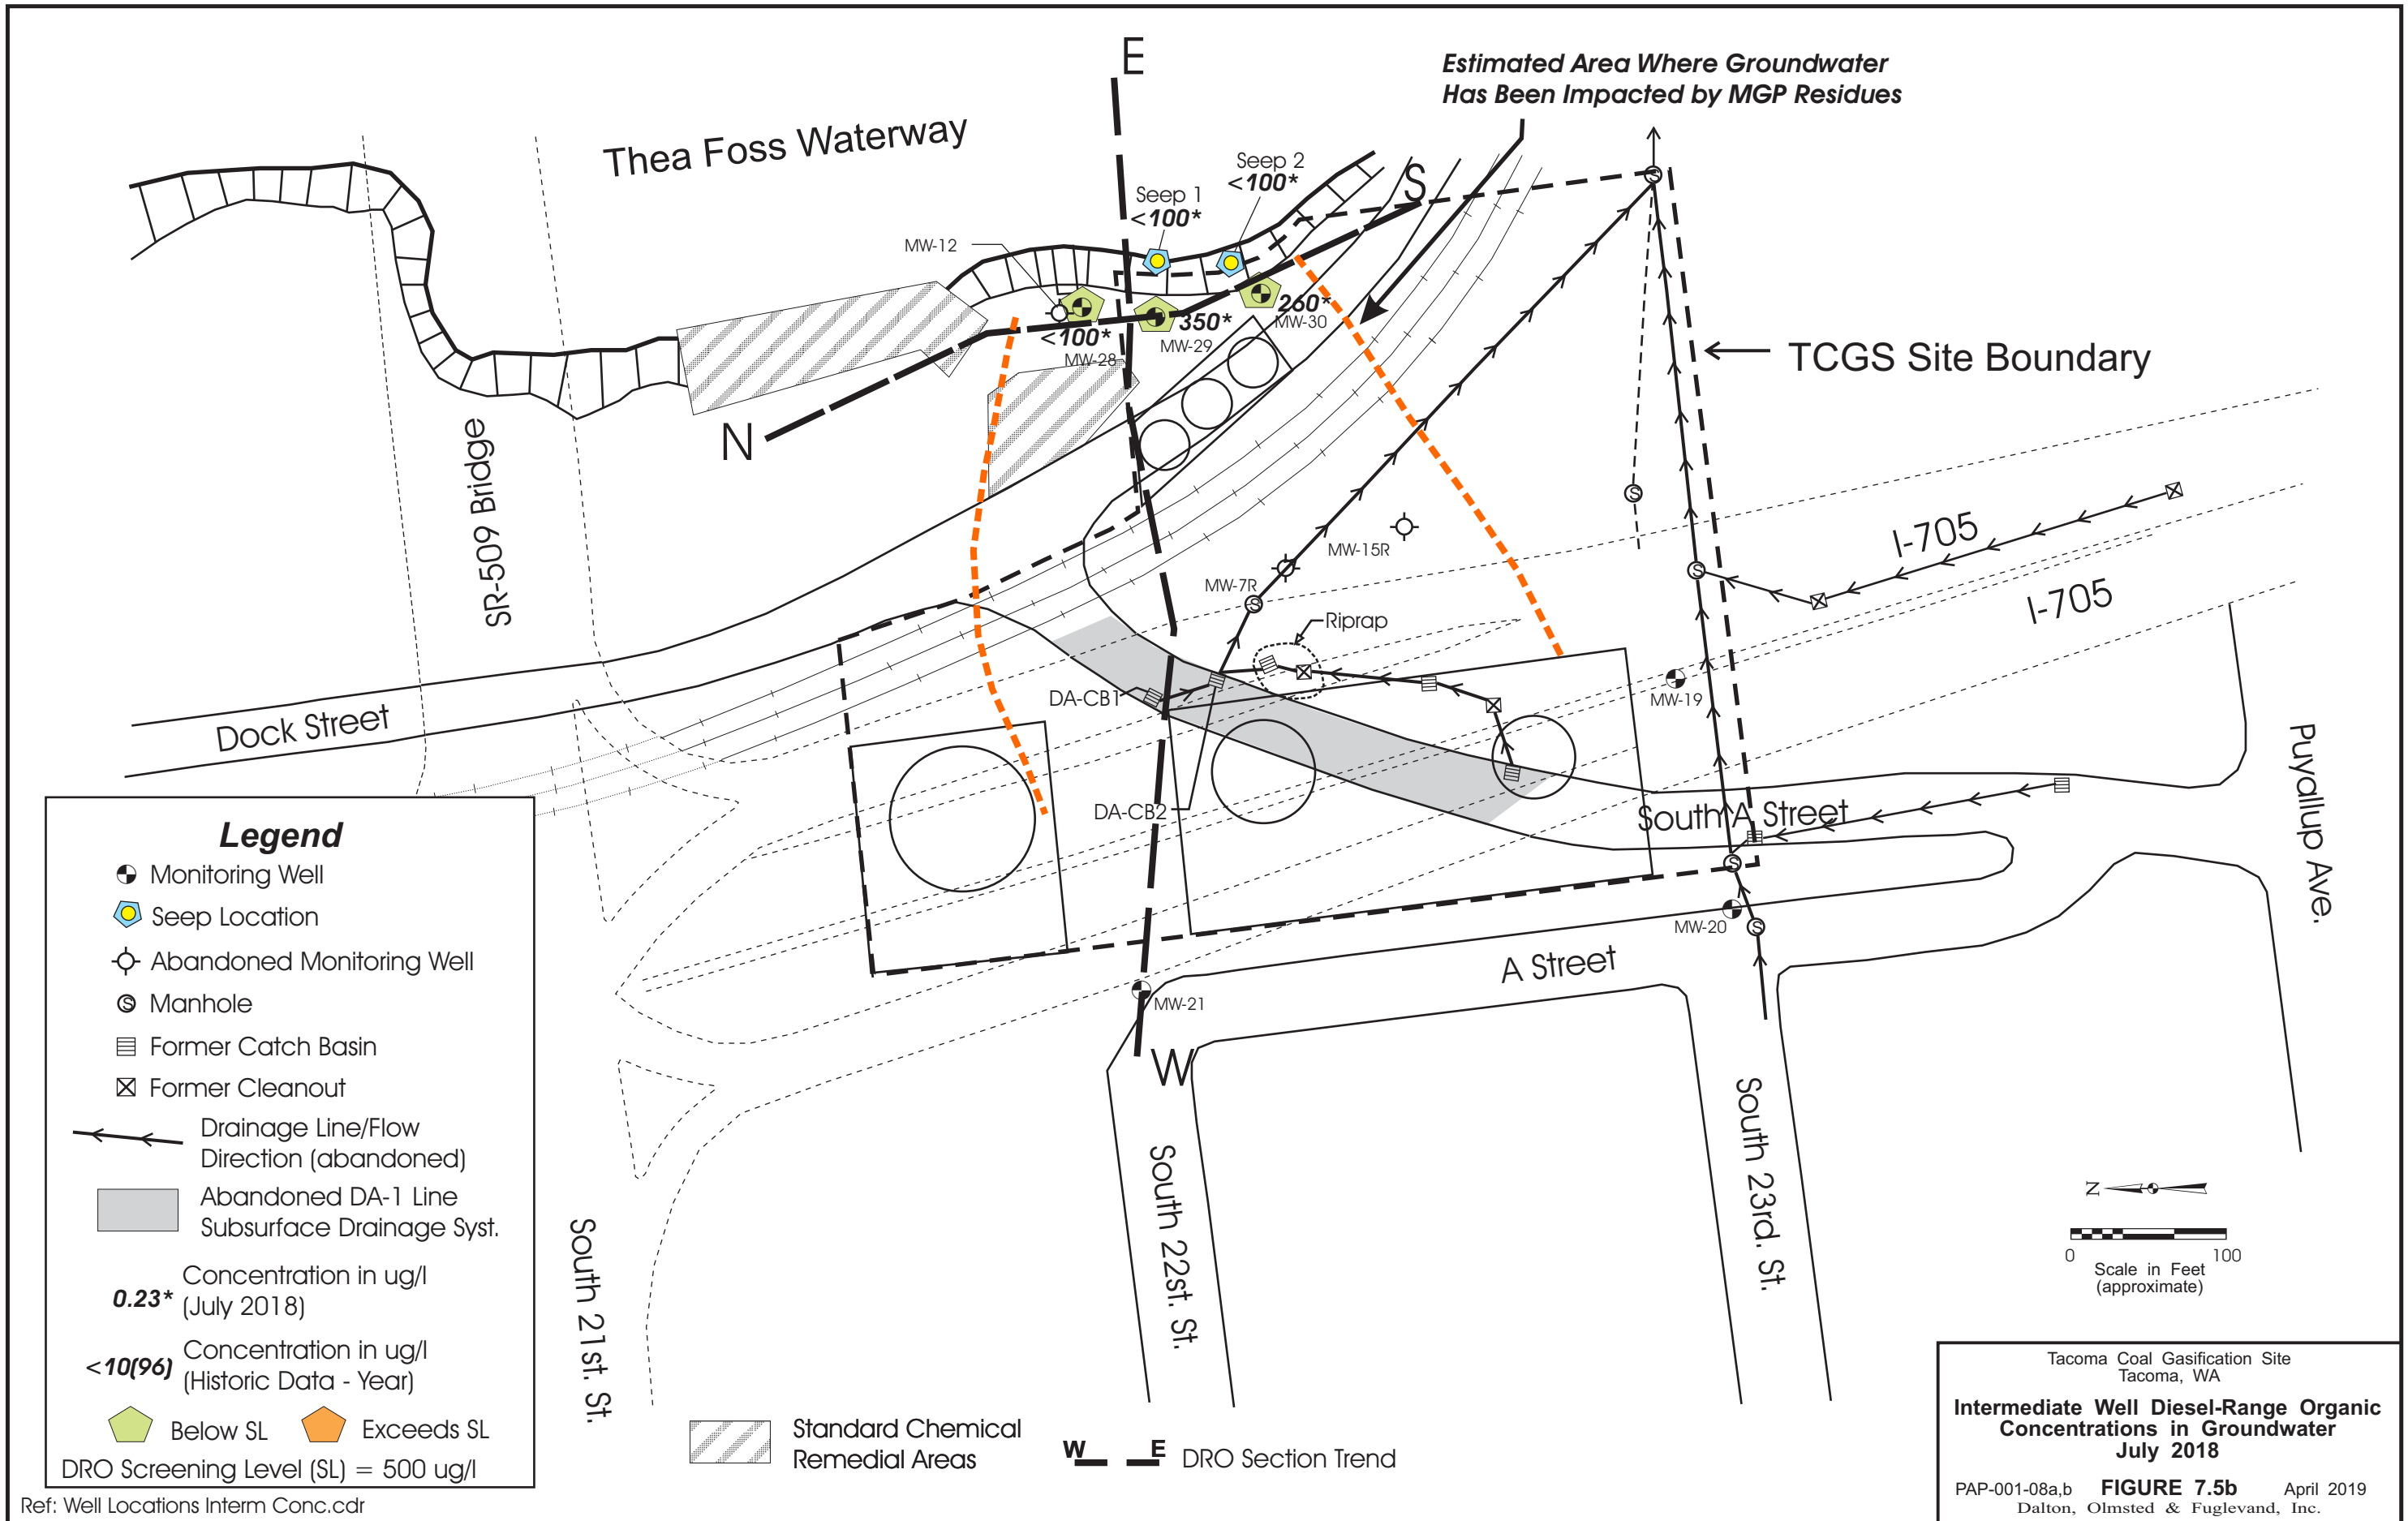 E
Estimated Area Where Groundwater
Has Been Impacted by MGP Residues
Thea Foss Waterway
Seep 2
<100*
Seep 1
<100*
S
S
MW-12
260*
MW-30
350*
MW-29
<100*
MW-28
TCGS Site Boundary
N
SR-509 Bridge
S
I-705
MW-15R
MW-7R
S
S
I-705
Riprap
DA-CB1
MW-19
Dock Street
DA-CB2
South A Street
Puyallup Ave.
S
MW-20
S
A Street
MW-21
W
South 21st. St.
South 22st. St.
South 23rd. St.
Legend
Monitoring Well
Seep Location
Abandoned Monitoring Well
S Manhole
Former Catch Basin
Former Cleanout
Drainage Line/Flow
Direction (abandoned)
Abandoned DA-1 Line
Subsurface Drainage Syst.
0.23* Concentration in ug/l
(July 2018)
<10(96) Concentration in ug/l
(Historic Data - Year)
Below SL Exceeds SL
DRO Screening Level (SL) = 500 ug/l
Ref: Well Locations Interm Conc.cdr
Standard Chemical
Remedial Areas
W E DRO Section Trend
N
0 100
Scale in Feet
(approximate)
Tacoma Coal Gasification Site
Tacoma, WA
Intermediate Well Diesel-Range Organic
Concentrations in Groundwater
July 2018
PAP-001-08a,b FIGURE 7.5b April 2019
Dalton, Olmsted & Fuglevand, Inc.